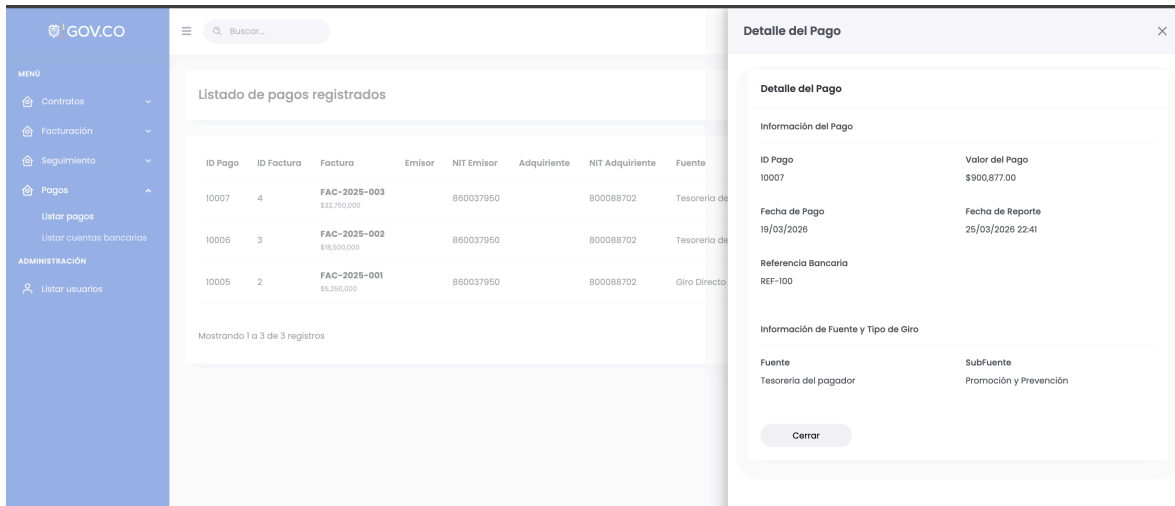 GOV.CO
Buscar...
MENÚ
Contratos
Facturación
Seguimiento
Pagos
Listar pagos
Listar cuentas bancarias
ADMINISTRACIÓN
Listar usuarios
Listado de pagos registrados
ID Pago ID Factura Factura Emisor NIT Emisor Adquiriente NIT Adquiriente Fuente
10007 4 FAC-2025-003 860037950 800088702 Tesoreria de
$32,750,000
10006 3 FAC-2025-002 860037950 800088702 Tesoreria de
$18,500,000
10005 2 FAC-2025-001 860037950 800088702 Giro Directo
$5,250,000
Mostrando 1 a 3 de 3 registros
Detalle del Pago
Detalle del Pago
Información del Pago
ID Pago Valor del Pago
10007 $900,877.00
Fecha de Pago Fecha de Reporte
19/03/2026 25/03/2026 22:41
Referencia Bancaria
REF-100
Información de Fuente y Tipo de Giro
Fuente SubFuente
Tesoreria del pagador Promoción y Prevención
Cerrar